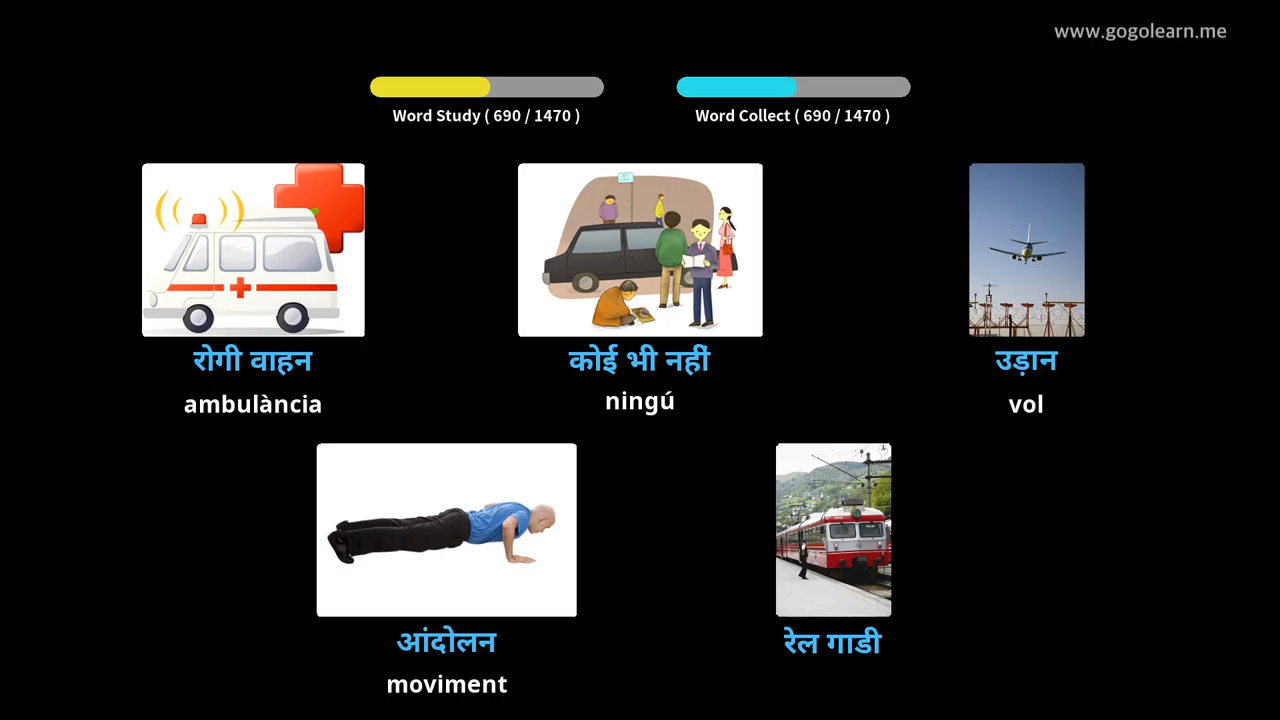 www.gogolearn.me
Word Study ( 690 / 1470 )
Word Collect ( 690 / 1470 )
रोगी वाहन
कोई भी नहीं
उड़ान
ambulància
ningú
vol
आंदोलन
रेल गाडी
moviment